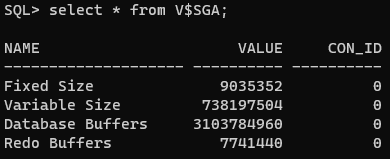 SQL> select * from V$SGA;
NAME                      VALUE     CON_ID
-------------------- ---------- ----------
Fixed Size              9035352          0
Variable Size         738197504          0
Database Buffers     3103784960          0
Redo Buffers            7741440          0